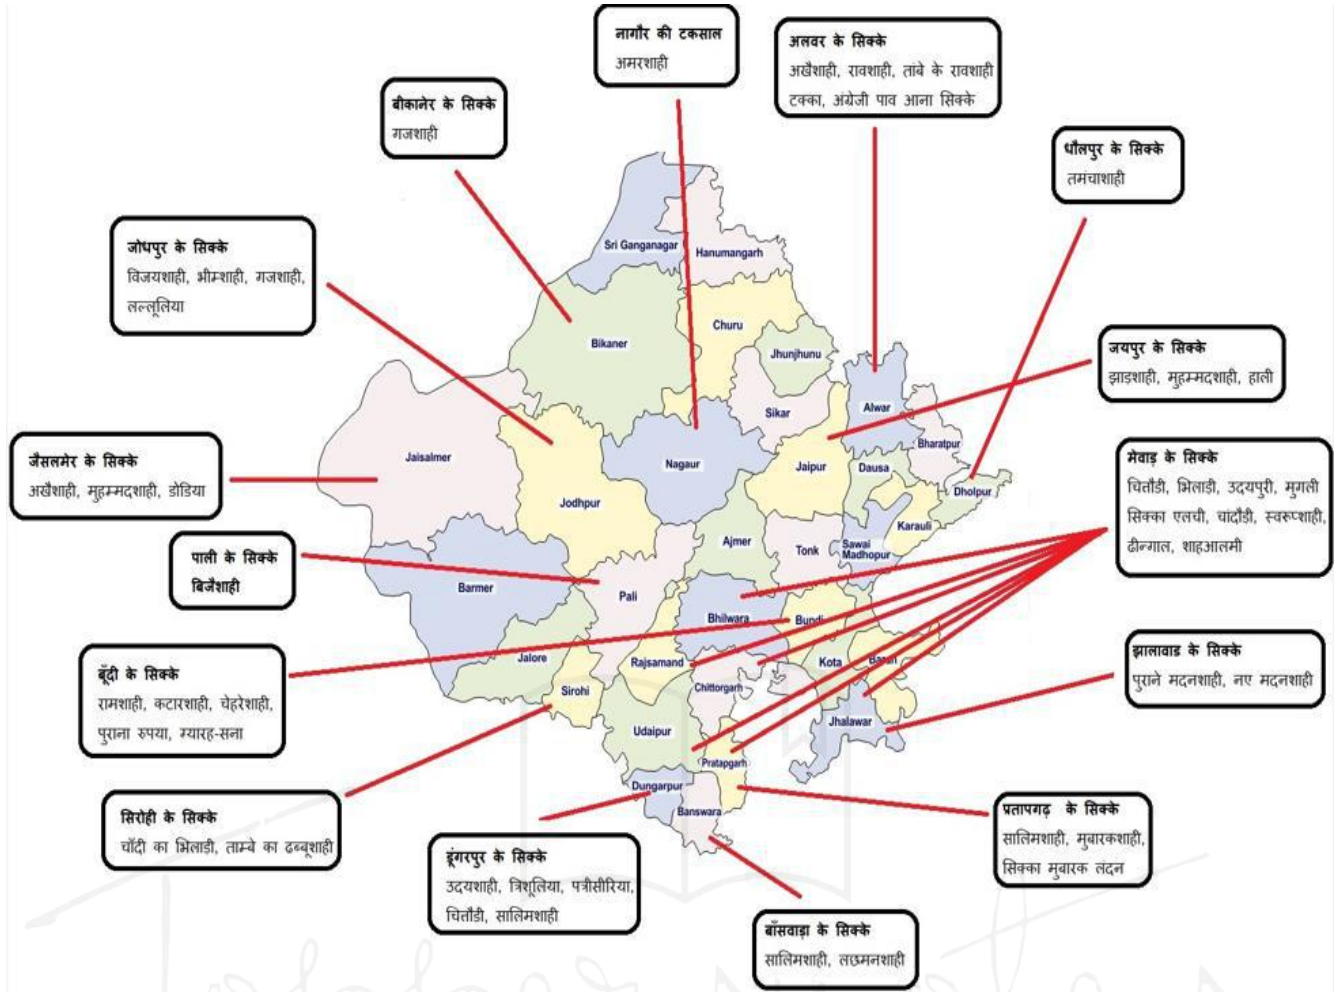 नागौर की टकसाल
अमरशाही
अलवर के सिक्के
अखैशाही, रावशाही, तांबे के रावशाही
टक्का, अंग्रेजी पाव आना सिक्के
बीकानेर के सिक्के
गजशाही
धौलपुर के सिक्के
तमंचाशाही
जोधपुर के सिक्के
विजयशाही, भीमशाही, गजशाही,
लल्लूलिया
जयपुर के सिक्के
झाडशाही, मुहम्मदशाही, हाली
जैसलमेर के सिक्के
अखैशाही, मुहम्मदशाही, डोडिया
मेवाड़ के सिक्के
चितौडी, भिलाडी, उदयपुरी, मुगली
सिक्का एलची, चांदौड़ी, स्वरूपशाही,
ढीन्गाल, शाहआलमी
पाली के सिक्के
बिजैशाही
बूँदी के सिक्के
रामशाही, कटारशाही, चेहरेशाही,
पुराना रुपया, ग्यारह-सना
झालावाड के सिक्के
पुराने मदनशाही, नए मदनशाही
सिरोही के सिक्के
चाँदी का भिलाड़ी, ताम्बे का ढब्बूशाही
डूंगरपुर के सिक्के
उदयशाही, त्रिशूलिया, पत्रीसीरिया,
चितौडी, सालिमशाही
प्रतापगढ़ के सिक्के
सालिमशाही, मुबारकशाही,
सिक्का मुबारक लंदन
बाँसवाड़ा के सिक्के
सालिमशाही, लछमनशाही
Sri Ganganagar
Hanumangarh
Churu
Bikaner
Jhunjhunu
Sikar
Alwar
Bharatpur
Jaisalmer
Nagaur
Jaipur
Dausa
Dholpur
Jodhpur
Karauli
Ajmer
Tonk
Sawai
Madhopur
Barmer
Pali
Bhilwara
Bundi
Jalore
Rajsamand
Kota
Baran
Sirohi
Chittorgarh
Udaipur
Jhalawar
Pratapgarh
Dungarpur
Banswara